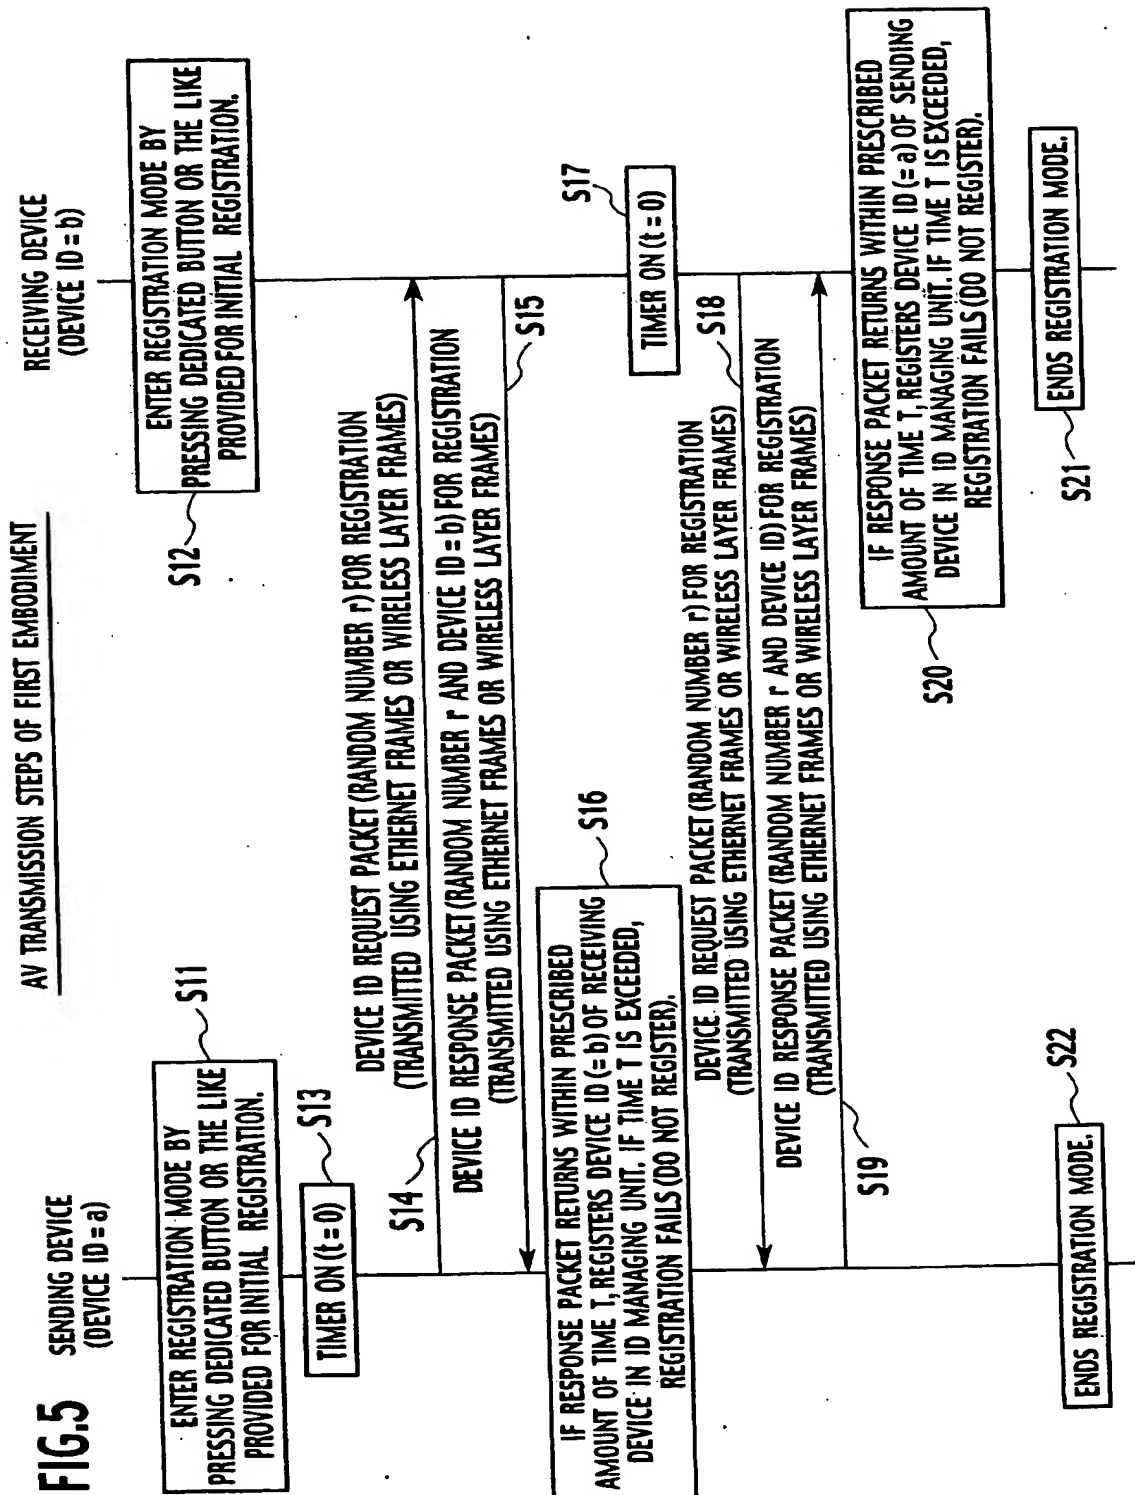 FIG.5
AV TRANSMISSION STEPS OF FIRST EMBODIMENT
SENDING DEVICE
(DEVICE ID = a)
RECEIVING DEVICE
(DEVICE ID = b)
ENTER REGISTRATION MODE BY
PRESSING DEDICATED BUTTON OR THE LIKE
PROVIDED FOR INITIAL REGISTRATION.
S11
ENTER REGISTRATION MODE BY
PRESSING DEDICATED BUTTON OR THE LIKE
PROVIDED FOR INITIAL REGISTRATION.
S12
TIMER ON (t = 0)
S13
DEVICE ID REQUEST PACKET (RANDOM NUMBER r) FOR REGISTRATION
(TRANSMITTED USING ETHERNET FRAMES OR WIRELESS LAYER FRAMES)
S14
DEVICE ID RESPONSE PACKET (RANDOM NUMBER r AND DEVICE ID = b) FOR REGISTRATION
(TRANSMITTED USING ETHERNET FRAMES OR WIRELESS LAYER FRAMES)
S15
IF RESPONSE PACKET RETURNS WITHIN PRESCRIBED
AMOUNT OF TIME T, REGISTERS DEVICE ID (= b) OF RECEIVING
DEVICE IN ID MANAGING UNIT. IF TIME T IS EXCEEDED,
REGISTRATION FAILS (DO NOT REGISTER).
S16
TIMER ON (t = 0)
S17
DEVICE ID REQUEST PACKET (RANDOM NUMBER r) FOR REGISTRATION
(TRANSMITTED USING ETHERNET FRAMES OR WIRELESS LAYER FRAMES)
S18
DEVICE ID RESPONSE PACKET (RANDOM NUMBER r AND DEVICE ID) FOR REGISTRATION
(TRANSMITTED USING ETHERNET FRAMES OR WIRELESS LAYER FRAMES)
S19
IF RESPONSE PACKET RETURNS WITHIN PRESCRIBED
AMOUNT OF TIME T, REGISTERS DEVICE ID (= a) OF SENDING
DEVICE IN ID MANAGING UNIT. IF TIME T IS EXCEEDED,
REGISTRATION FAILS (DO NOT REGISTER).
S20
ENDS REGISTRATION MODE.
S21
ENDS REGISTRATION MODE.
S22